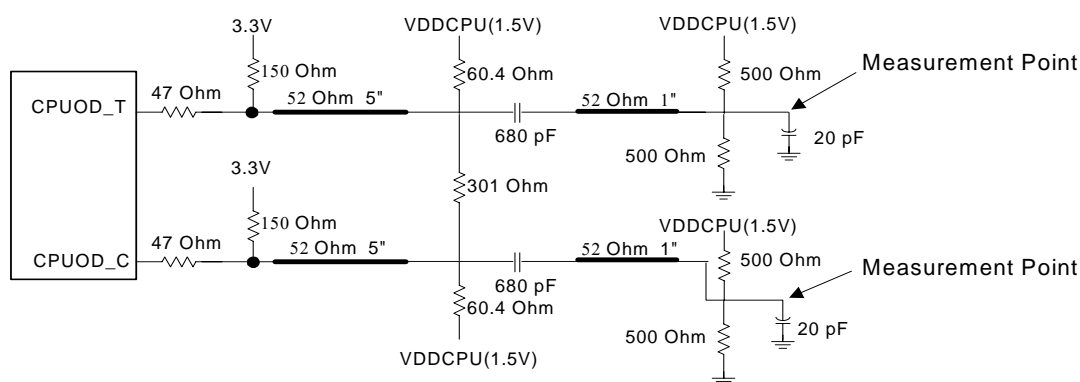 3.3V
VDDCPU(1.5V)
VDDCPU(1.5V)
150 Ohm
60.4 Ohm
500 Ohm
Measurement Point
CPUOD_T
47 Ohm
52 Ohm 5"
680 pF
52 Ohm 1"
20 pF
500 Ohm
3.3V
301 Ohm
150 Ohm
VDDCPU(1.5V)
CPUOD_C
47 Ohm
52 Ohm 5"
680 pF
52 Ohm 1"
500 Ohm
Measurement Point
60.4 Ohm
VDDCPU(1.5V)
500 Ohm
20 pF